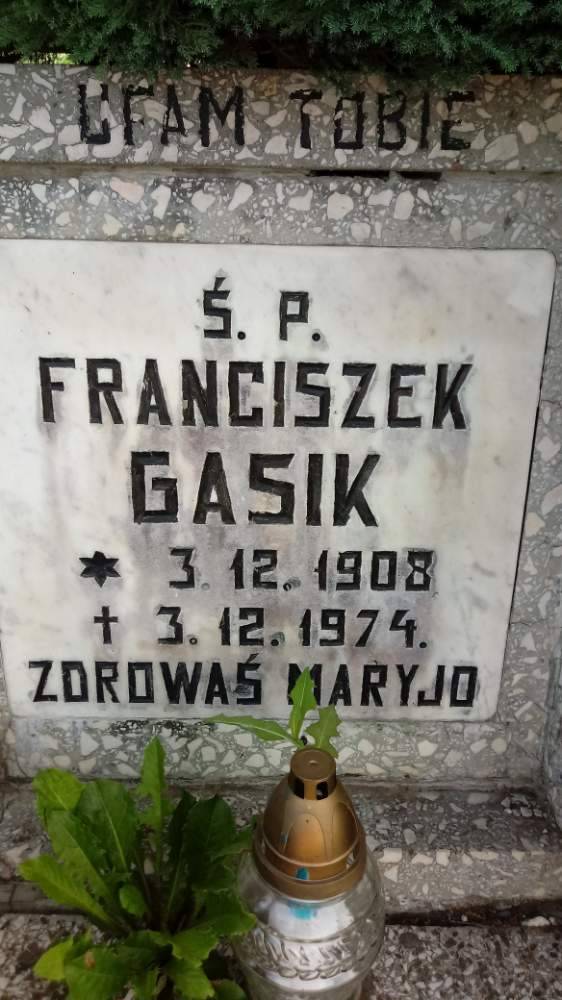 UFAM TOBIE
Ś. P.
FRANCISZEK
GASIK
* 3.12.1908
† 3.12.1974.
ZDROWAŚ MARYJO